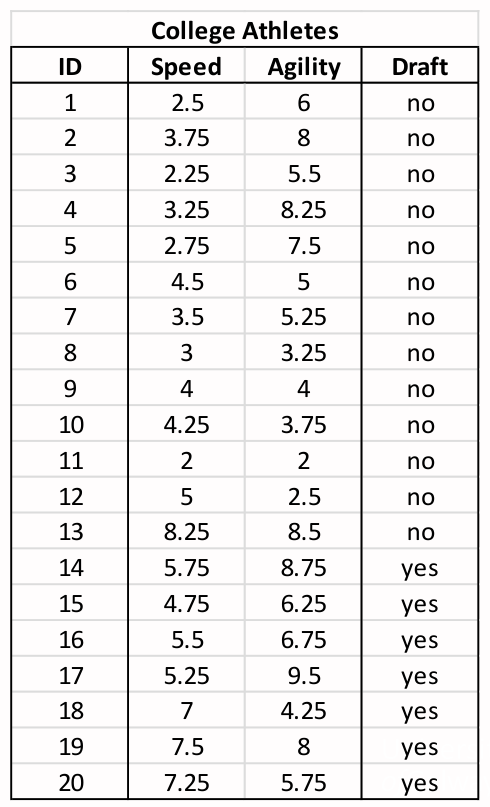 College Athletes
ID Speed Agility Draft
1 2.5 6 no
2 3.75 8 no
3 2.25 5.5 no
4 3.25 8.25 no
5 2.75 7.5 no
6 4.5 5 no
7 3.5 5.25 no
8 3 3.25 no
9 4 4 no
10 4.25 3.75 no
11 2 2 no
12 5 2.5 no
13 8.25 8.5 no
14 5.75 8.75 yes
15 4.75 6.25 yes
16 5.5 6.75 yes
17 5.25 9.5 yes
18 7 4.25 yes
19 7.5 8 yes
20 7.25 5.75 yes